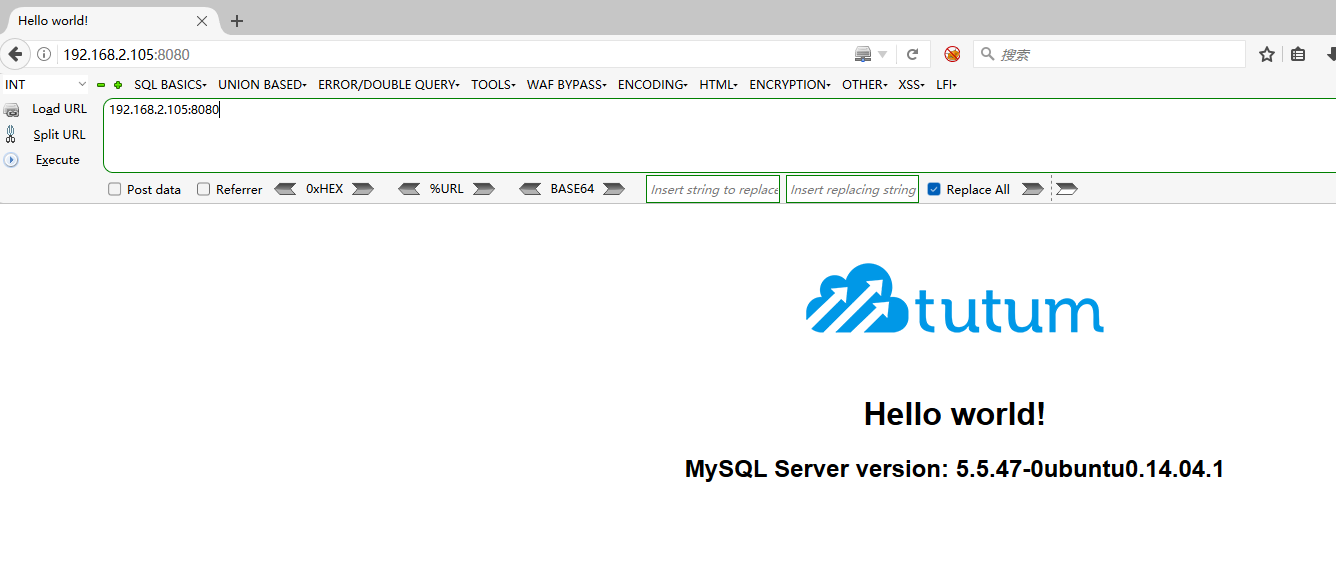 Hello world!
192.168.2.105:8080
搜索
INT
SQL BASICS
UNION BASED
ERROR/DOUBLE QUERY
TOOLS
WAF BYPASS
ENCODING
HTML
ENCRYPTION
OTHER
XSS
LFI
Load URL
192.168.2.105:8080
Split URL
Execute
Post data
Referrer
0xHEX
%URL
BASE64
Insert string to replace
Insert replacing string
Replace All
tutum
Hello world!
MySQL Server version: 5.5.47-0ubuntu0.14.04.1